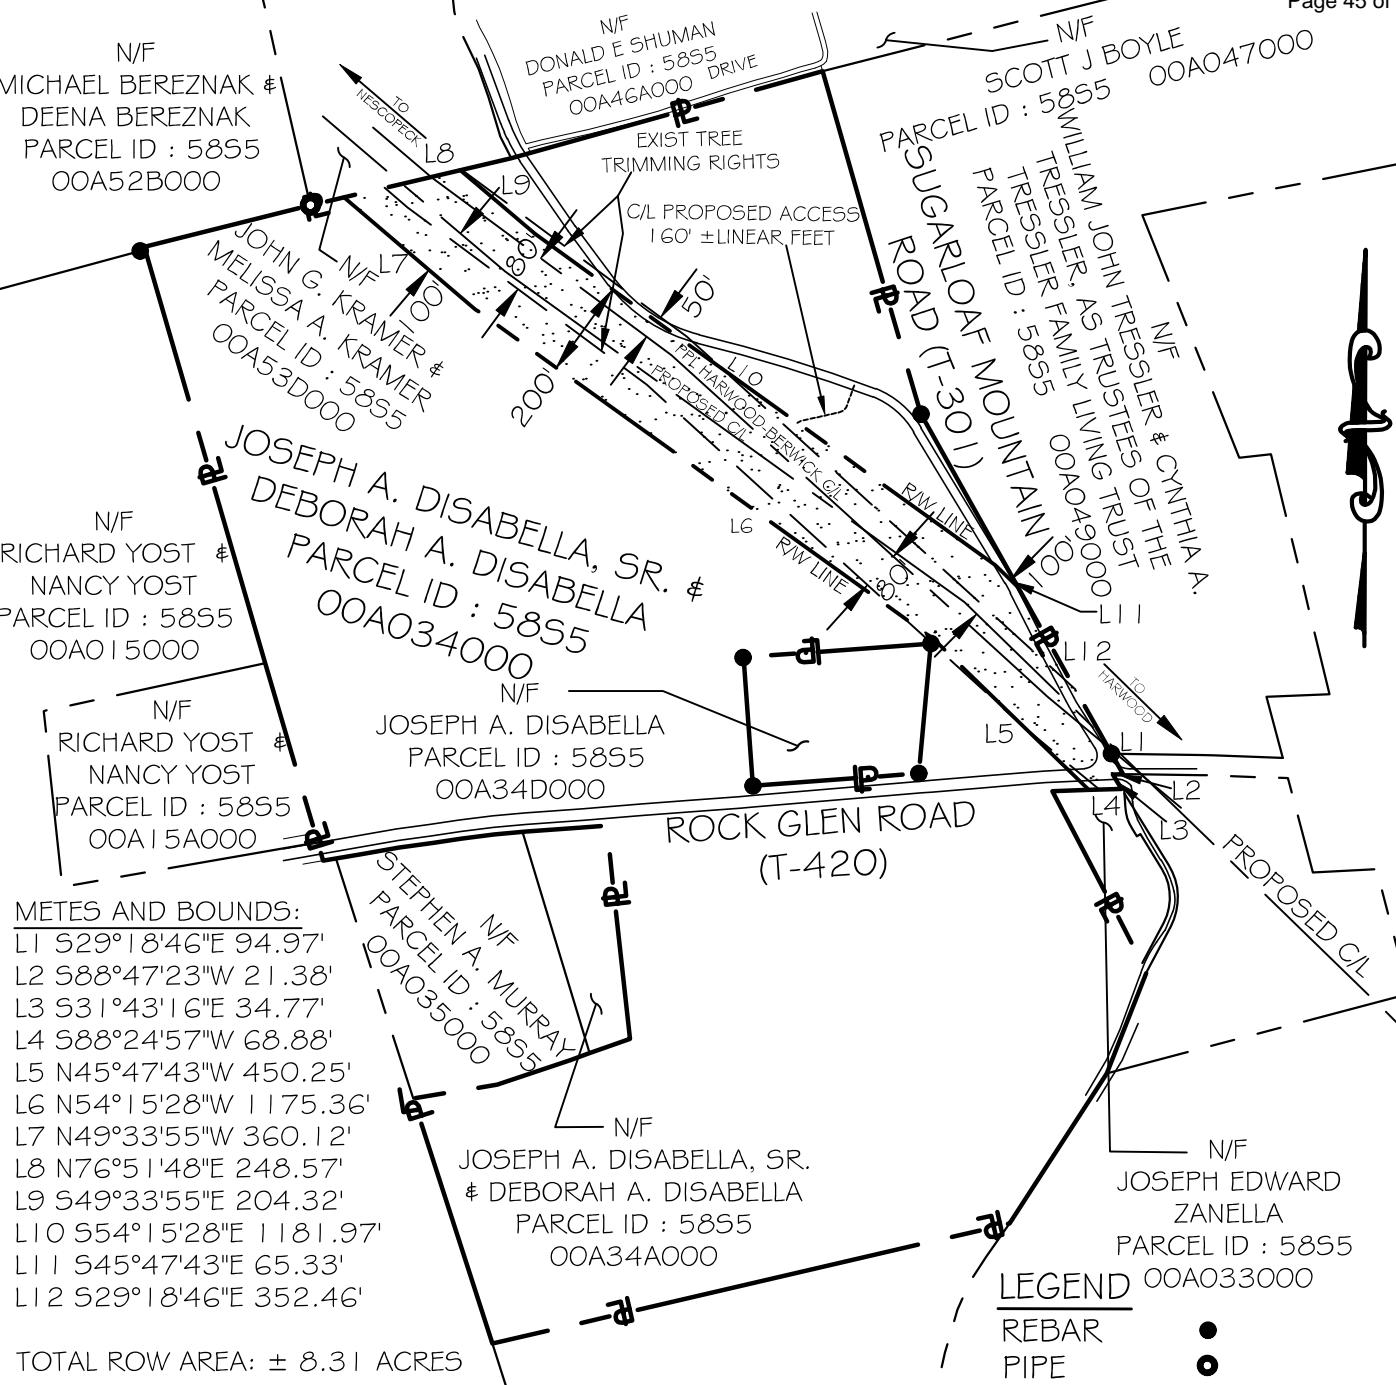 Page 45 of
N/F
MICHAEL BEREZNAK &
DEENA BEREZNAK
PARCEL ID : 58S5
00A52B000
TO
NESCOPECK
N/F
DONALD E SHUMAN
PARCEL ID : 58S5
00A46A000
DRIVE
N/F
SCOTT J BOYLE
PARCEL ID : 58S5 00A047000
EXIST TREE
TRIMMING RIGHTS
C/L PROPOSED ACCESS
160' ±LINEAR FEET
L8
L9
L7
N/F
JOHN G. KRAMER &
MELISSA A. KRAMER
PARCEL ID : 58S5
00A53D000
80'
50'
200'
L10
PPL HARWOOD-BERWICK C/L
PROPOSED C/L
SUGARLOAF MOUNTAIN
ROAD (T-301)
N/F
WILLIAM JOHN TRESSLER & CYNTHIA A.
TRESSLER, AS TRUSTEES OF THE
TRESSLER FAMILY LIVING TRUST
PARCEL ID : 58S5 00A049000
JOSEPH A. DISABELLA, SR. &
DEBORAH A. DISABELLA
PARCEL ID : 58S5
00A034000
L6
R/W LINE
R/W LINE
80'
L11
L12
TO
HARWOOD
N/F
RICHARD YOST &
NANCY YOST
PARCEL ID : 58S5
00A015000
N/F
RICHARD YOST &
NANCY YOST
PARCEL ID : 58S5
00A15A000
N/F
JOSEPH A. DISABELLA
PARCEL ID : 58S5
00A34D000
L5
L1
L2
L4
L3
ROCK GLEN ROAD
(T-420)
PROPOSED C/L
N/F
STEPHEN A. MURRAY
PARCEL ID : 58S5
00A035000
METES AND BOUNDS:
L1 S29°18'46"E 94.97'
L2 S88°47'23"W 21.38'
L3 S31°43'16"E 34.77'
L4 S88°24'57"W 68.88'
L5 N45°47'43"W 450.25'
L6 N54°15'28"W 1175.36'
L7 N49°33'55"W 360.12'
L8 N76°51'48"E 248.57'
L9 S49°33'55"E 204.32'
L10 S54°15'28"E 1181.97'
L11 S45°47'43"E 65.33'
L12 S29°18'46"E 352.46'
TOTAL ROW AREA: ± 8.31 ACRES
N/F
JOSEPH A. DISABELLA, SR.
& DEBORAH A. DISABELLA
PARCEL ID : 58S5
00A34A000
N/F
JOSEPH EDWARD
ZANELLA
PARCEL ID : 58S5
00A033000
LEGEND
REBAR
PIPE